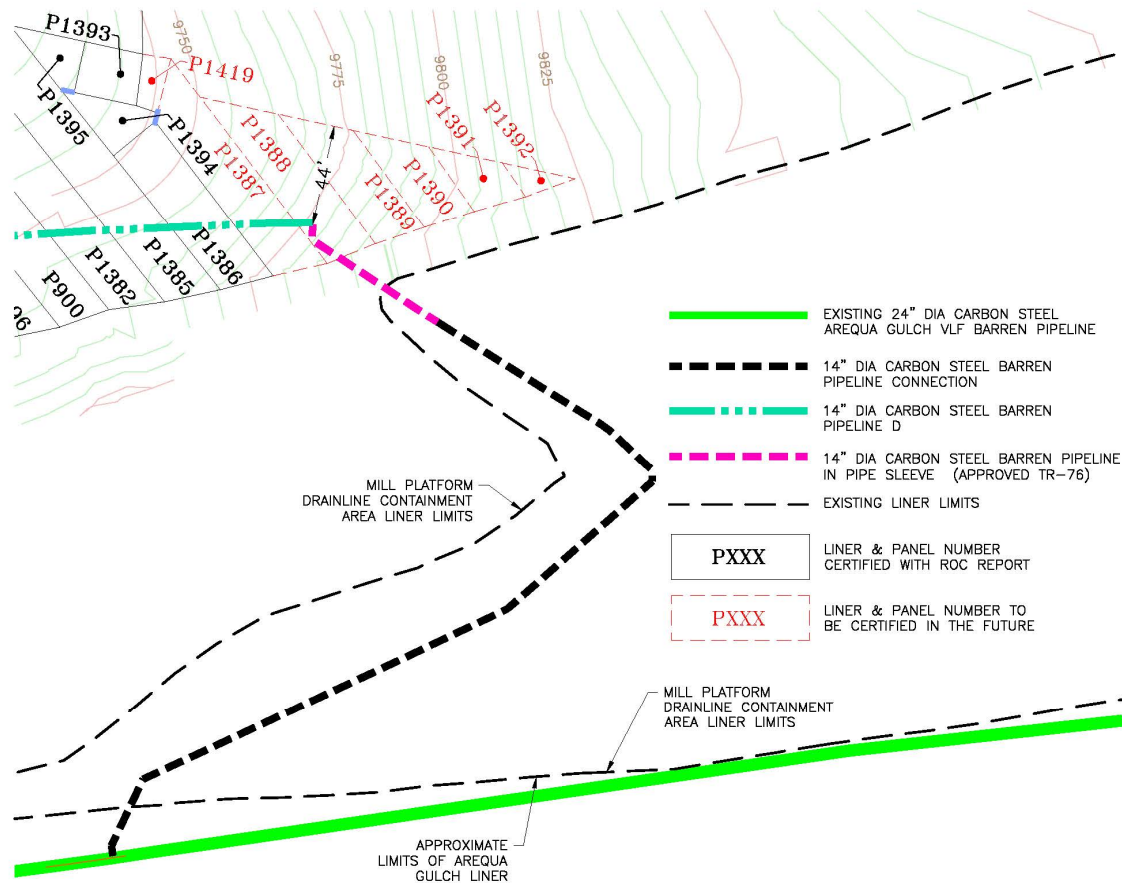 P1393
9750
P1419
9775
9800
9825
P1395
P1394
P1388
P1387
44'
P1391
P1392
P1390
P1389
P1386
P1385
P1382
P900
96
EXISTING 24" DIA CARBON STEEL
AREQUA GULCH VLF BARREN PIPELINE
14" DIA CARBON STEEL BARREN
PIPELINE CONNECTION
14" DIA CARBON STEEL BARREN
PIPELINE D
14" DIA CARBON STEEL BARREN PIPELINE
IN PIPE SLEEVE (APPROVED TR-76)
EXISTING LINER LIMITS
PXXX
LINER & PANEL NUMBER
CERTIFIED WITH ROC REPORT
PXXX
LINER & PANEL NUMBER TO
BE CERTIFIED IN THE FUTURE
MILL PLATFORM
DRAINLINE CONTAINMENT
AREA LINER LIMITS
MILL PLATFORM
DRAINLINE CONTAINMENT
AREA LINER LIMITS
APPROXIMATE
LIMITS OF AREQUA
GULCH LINER